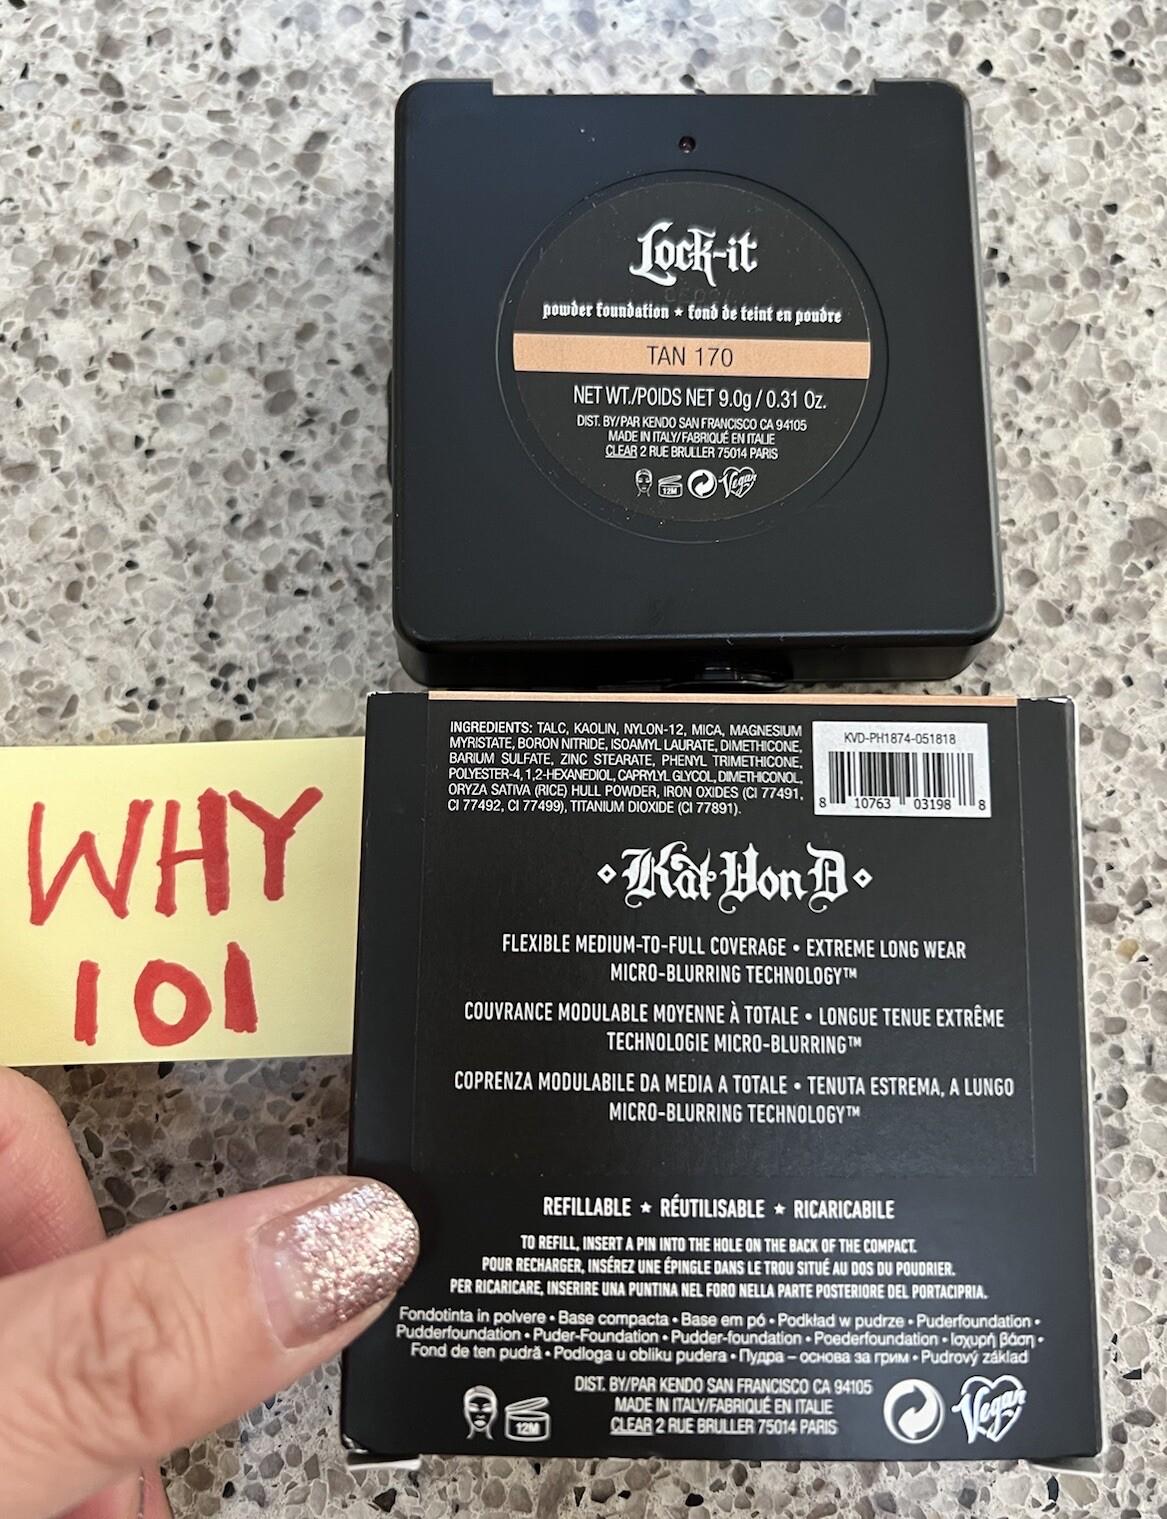 Lock-it
powder foundation ★ fond de teint en poudre
TAN 170
NET WT./POIDS NET 9.0g / 0.31 Oz.
DIST. BY/PAR KENDO SAN FRANCISCO CA 94105
MADE IN ITALY/FABRIQUÉ EN ITALIE
CLEAR 2 RUE BRULLER 75014 PARIS
12M
Vegan
INGREDIENTS: TALC, KAOLIN, NYLON-12, MICA, MAGNESIUM
MYRISTATE, BORON NITRIDE, ISOAMYL LAURATE, DIMETHICONE,
BARIUM SULFATE, ZINC STEARATE, PHENYL TRIMETHICONE,
POLYESTER-4, 1,2-HEXANEDIOL, CAPRYLYL GLYCOL, DIMETHICONOL,
ORYZA SATIVA (RICE) HULL POWDER, IRON OXIDES (CI 77491,
CI 77492, CI 77499), TITANIUM DIOXIDE (CI 77891).
KVD-PH1874-051818
8 10763 03198 8
WHY
101
Kat Von D
FLEXIBLE MEDIUM-TO-FULL COVERAGE • EXTREME LONG WEAR
MICRO-BLURRING TECHNOLOGY™
COUVRANCE MODULABLE MOYENNE À TOTALE • LONGUE TENUE EXTRÊME
TECHNOLOGIE MICRO-BLURRING™
COPRENZA MODULABILE DA MEDIA A TOTALE • TENUTA ESTREMA, A LUNGO
MICRO-BLURRING TECHNOLOGY™
REFILLABLE ★ RÉUTILISABLE ★ RICARICABILE
TO REFILL, INSERT A PIN INTO THE HOLE ON THE BACK OF THE COMPACT.
POUR RECHARGER, INSÉREZ UNE ÉPINGLE DANS LE TROU SITUÉ AU DOS DU POUDRIER.
PER RICARICARE, INSERIRE UNA PUNTINA NEL FORO NELLA PARTE POSTERIORE DEL PORTACIPRIA.
Fondotinta in polvere • Base compacta • Base em pó • Podkład w pudrze • Puderfoundation •
Pudderfoundation • Puder-Foundation • Pudder-foundation • Poederfoundation • Ισχυρή βάση •
Fond de ten pudră • Podloga u obliku pudera • Пудра – основа за грим • Pudrový základ
DIST. BY/PAR KENDO SAN FRANCISCO CA 94105
MADE IN ITALY/FABRIQUÉ EN ITALIE
CLEAR 2 RUE BRULLER 75014 PARIS
12M
Vegan